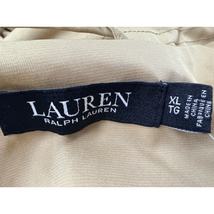 LAUREN
RALPH LAUREN
XL
TG
MADE IN
CHINA
FABRIQUÉ EN
CHINE